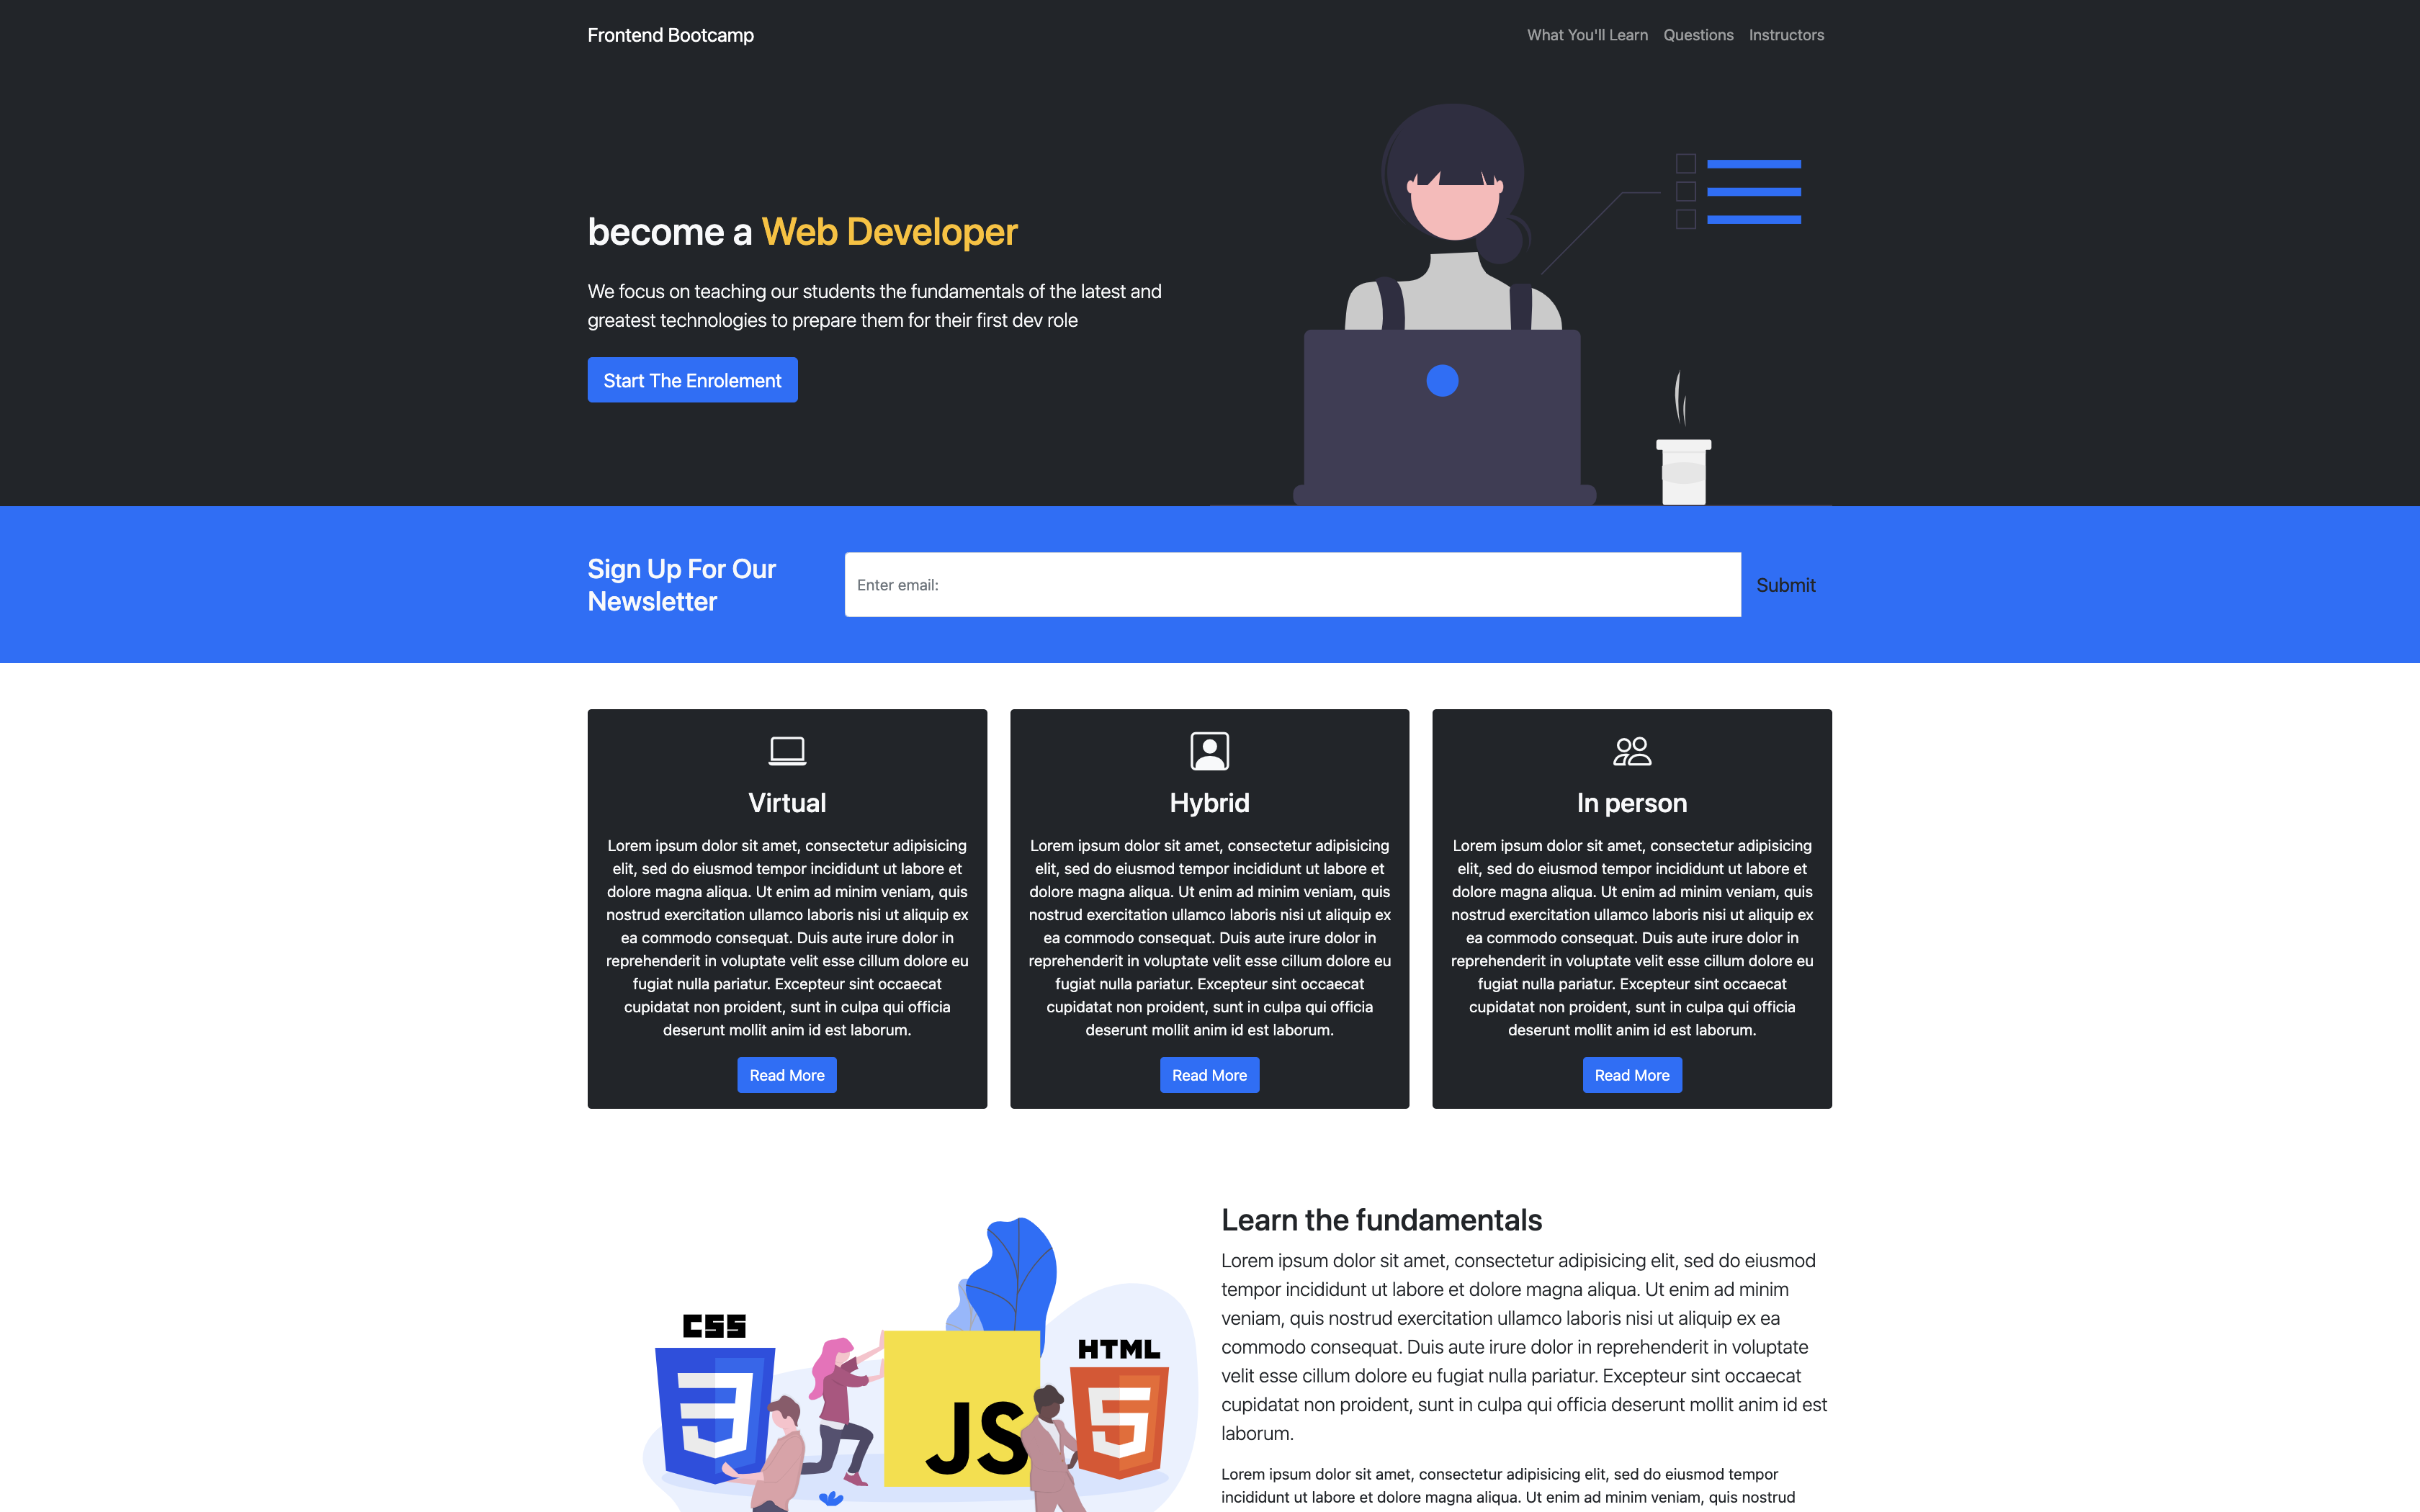 Frontend Bootcamp
What You'll Learn Questions Instructors
become a Web Developer
We focus on teaching our students the fundamentals of the latest and
greatest technologies to prepare them for their first dev role
Start The Enrolement
Sign Up For Our
Newsletter
Enter email:
Submit
Virtual
Lorem ipsum dolor sit amet, consectetur adipisicing
elit, sed do eiusmod tempor incididunt ut labore et
dolore magna aliqua. Ut enim ad minim veniam, quis
nostrud exercitation ullamco laboris nisi ut aliquip ex
ea commodo consequat. Duis aute irure dolor in
reprehenderit in voluptate velit esse cillum dolore eu
fugiat nulla pariatur. Excepteur sint occaecat
cupidatat non proident, sunt in culpa qui officia
deserunt mollit anim id est laborum.
Read More
Hybrid
Lorem ipsum dolor sit amet, consectetur adipisicing
elit, sed do eiusmod tempor incididunt ut labore et
dolore magna aliqua. Ut enim ad minim veniam, quis
nostrud exercitation ullamco laboris nisi ut aliquip ex
ea commodo consequat. Duis aute irure dolor in
reprehenderit in voluptate velit esse cillum dolore eu
fugiat nulla pariatur. Excepteur sint occaecat
cupidatat non proident, sunt in culpa qui officia
deserunt mollit anim id est laborum.
Read More
In person
Lorem ipsum dolor sit amet, consectetur adipisicing
elit, sed do eiusmod tempor incididunt ut labore et
dolore magna aliqua. Ut enim ad minim veniam, quis
nostrud exercitation ullamco laboris nisi ut aliquip ex
ea commodo consequat. Duis aute irure dolor in
reprehenderit in voluptate velit esse cillum dolore eu
fugiat nulla pariatur. Excepteur sint occaecat
cupidatat non proident, sunt in culpa qui officia
deserunt mollit anim id est laborum.
Read More
CSS
JS
HTML
Learn the fundamentals
Lorem ipsum dolor sit amet, consectetur adipisicing elit, sed do eiusmod
tempor incididunt ut labore et dolore magna aliqua. Ut enim ad minim
veniam, quis nostrud exercitation ullamco laboris nisi ut aliquip ex ea
commodo consequat. Duis aute irure dolor in reprehenderit in voluptate
velit esse cillum dolore eu fugiat nulla pariatur. Excepteur sint occaecat
cupidatat non proident, sunt in culpa qui officia deserunt mollit anim id est
laborum.
Lorem ipsum dolor sit amet, consectetur adipisicing elit, sed do eiusmod tempor
incididunt ut labore et dolore magna aliqua. Ut enim ad minim veniam, quis nostrud